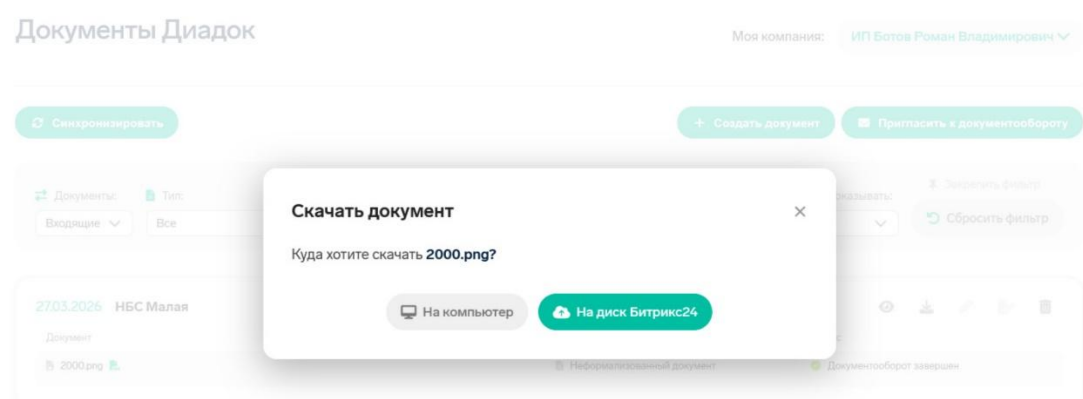 Документы Диадок
Моя компания: ИП Ботов Роман Владимирович
Синхронизировать
+ Создать документ
Пригласить к документообороту
Документы:
Тип:
Закрепить фильтр
Входящие
Все
Сбросить фильтр
Скачать документ
Куда хотите скачать 2000.png?
На компьютер
На диск Битрикс24
27.03.2026 НБС Малая
Документ
2000.png
Неформализованный документ
Документооборот завершен